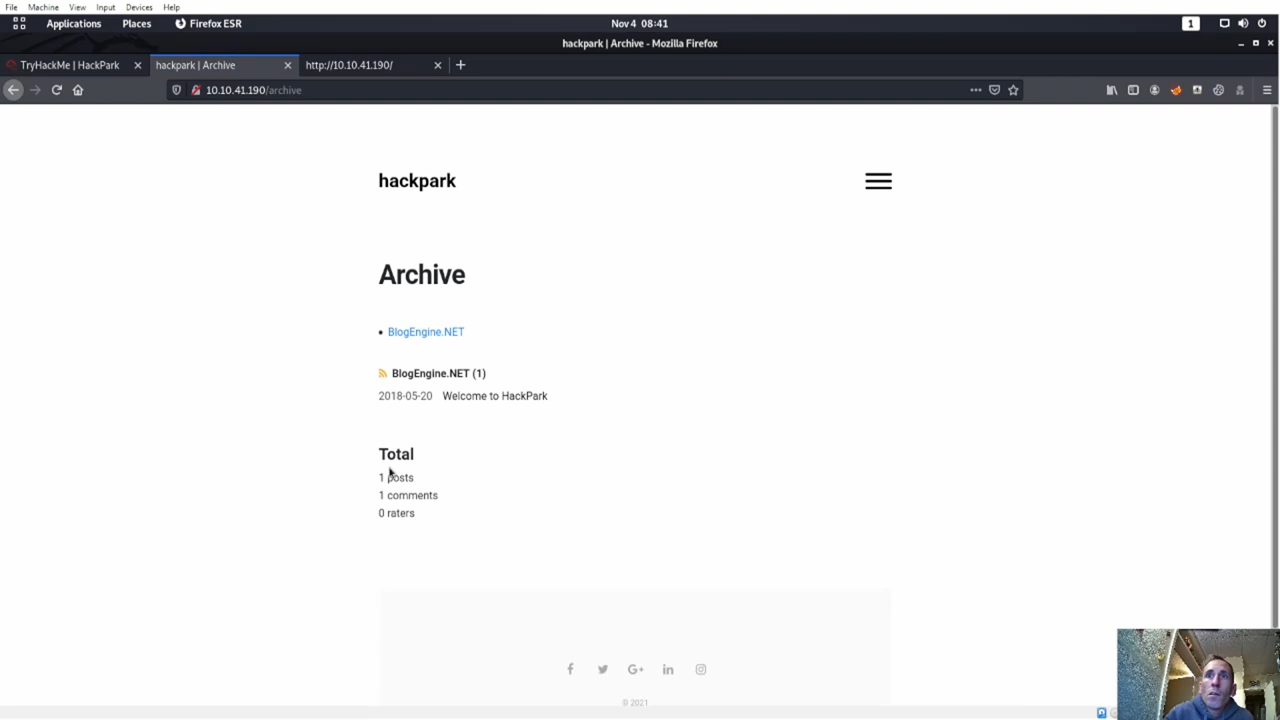 File Machine View Input Devices Help
Applications Places Firefox ESR Nov 4 08:41 1
hackpark | Archive - Mozilla Firefox
TryHackMe | HackPark hackpark | Archive http://10.10.41.190/
10.10.41.190/archive
hackpark
Archive
• BlogEngine.NET
BlogEngine.NET (1)
2018-05-20 Welcome to HackPark
Total
1 posts
1 comments
0 raters
© 2021